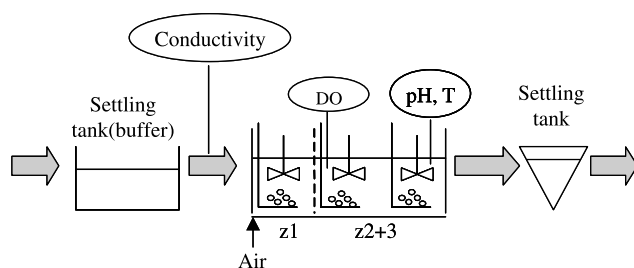 Conductivity
Settling
tank(buffer)
DO
pH, T
Settling
tank
z1
z2+3
Air